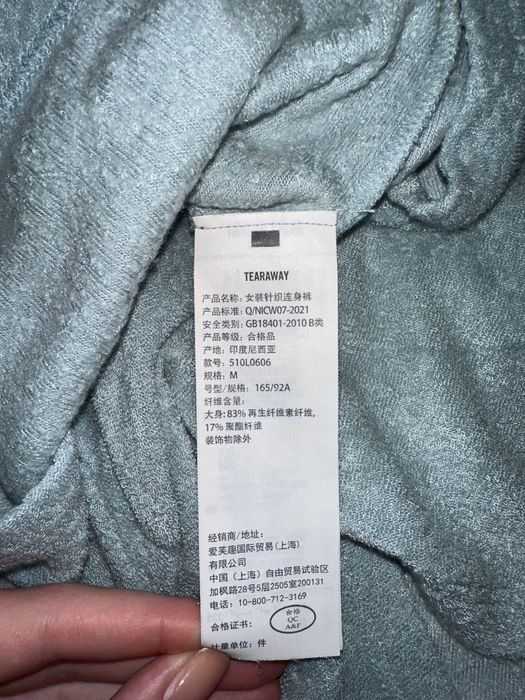 TEARAWAY
产品名称：女装针织连身裤
产品标准：Q/NICW07-2021
安全类别：GB18401-2010 B类
产品等级：合格品
产地：印度尼西亚
款号：510L0606
规格：M
号型/规格：165/92A
纤维含量：
大身：83% 再生纤维素纤维,
17% 聚酯纤维
装饰物除外
经销商/地址：
爱芙趣国际贸易(上海)
有限公司
中国（上海）自由贸易试验区
加枫路28号5层2505室200131
电话：10-800-712-3169
合格证书：
合格
QC
A&F
计量单位：件